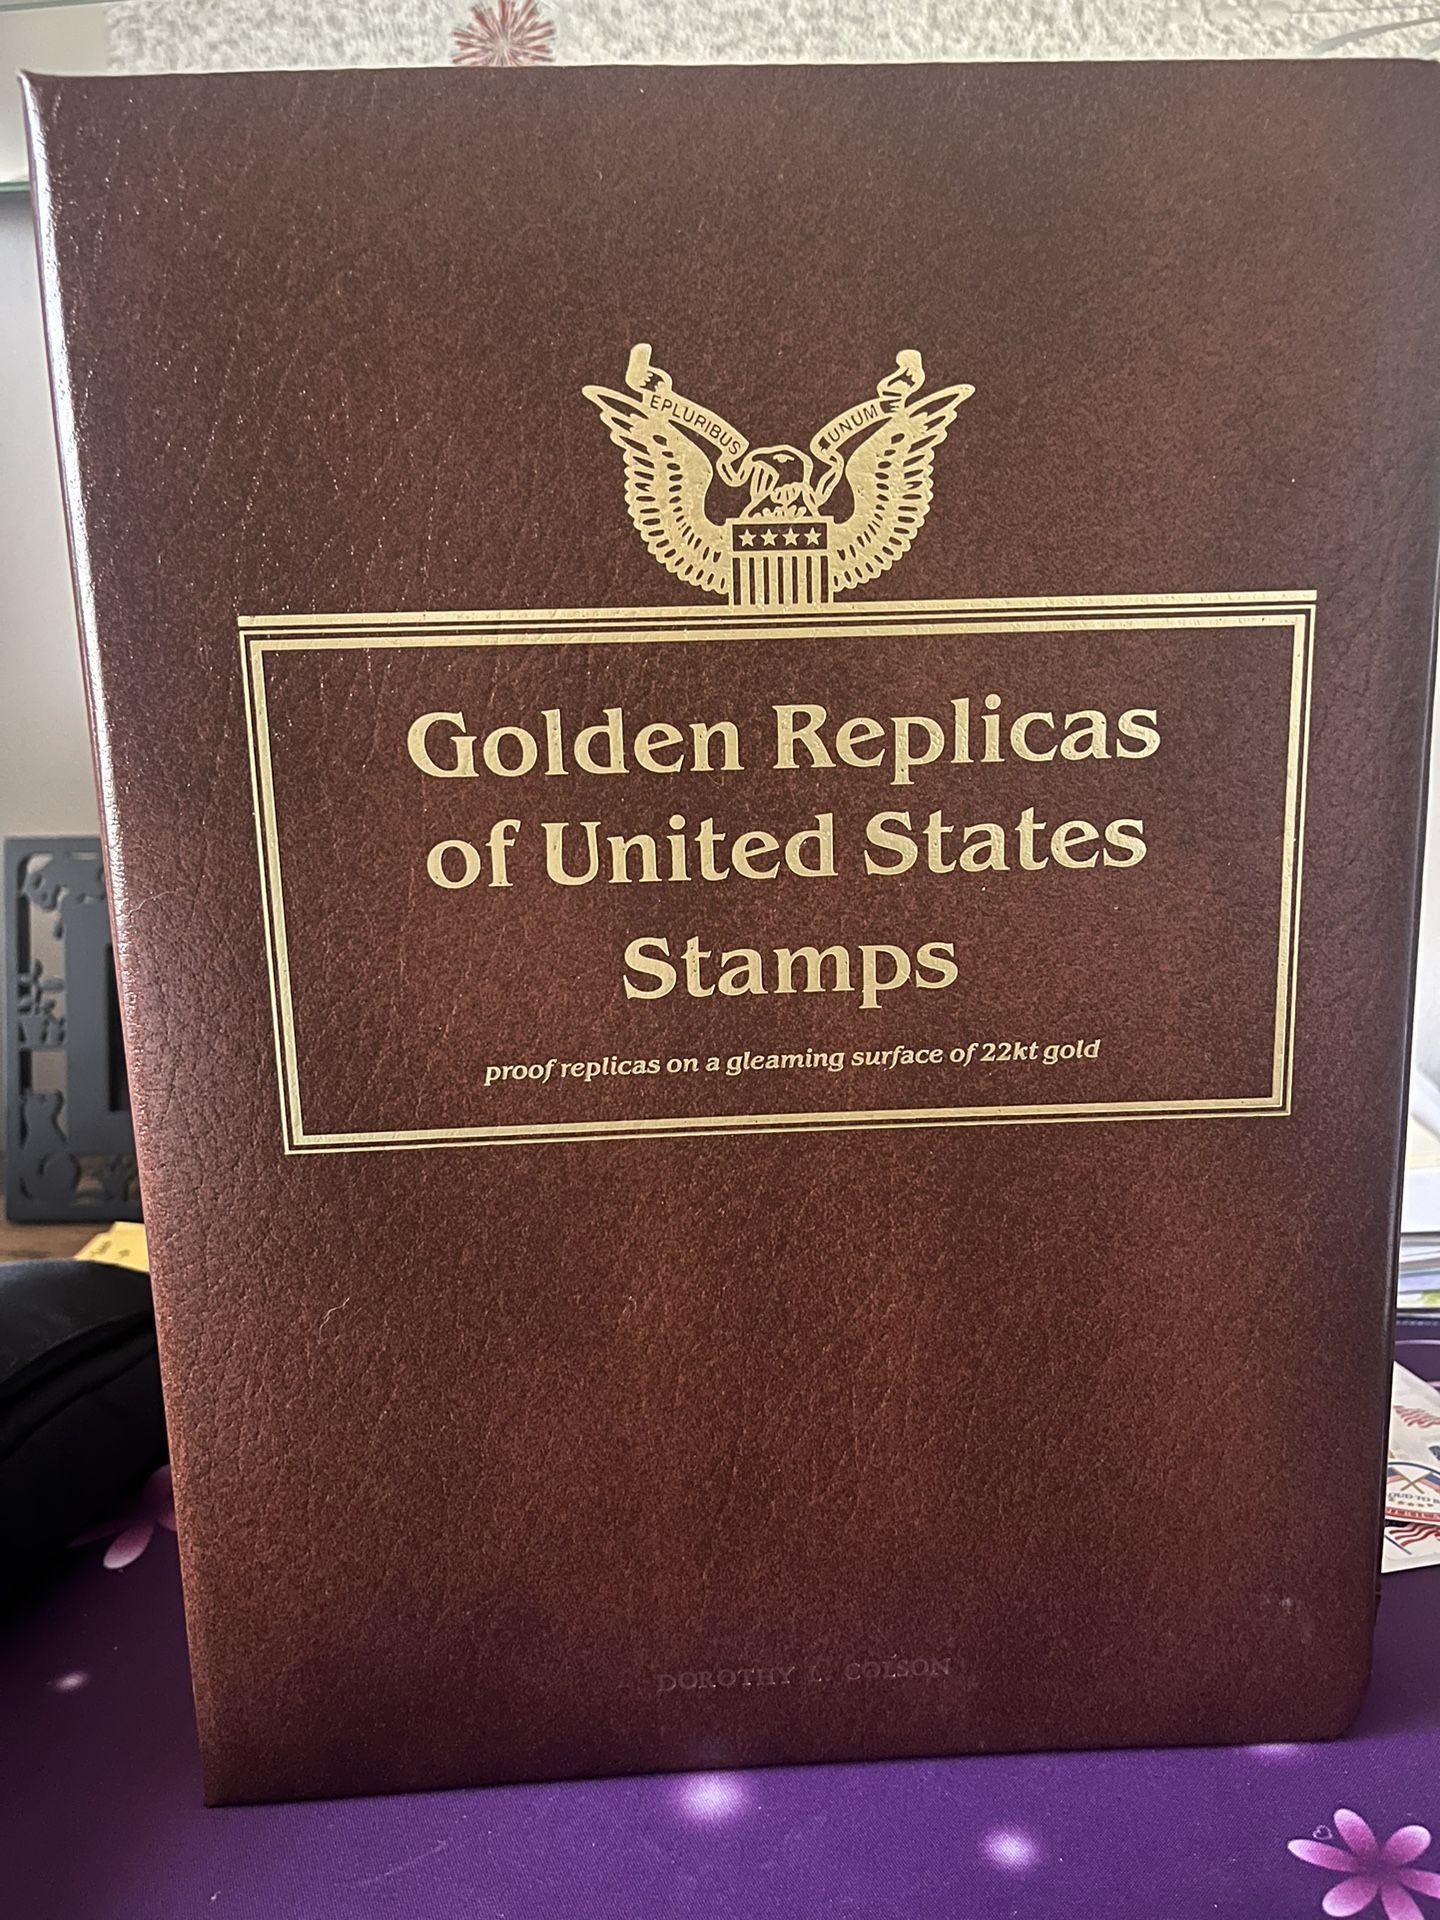 EPLURIBUS UNUM
Golden Replicas
of United States
Stamps
proof replicas on a gleaming surface of 22kt gold
DOROTHY L. COLSON